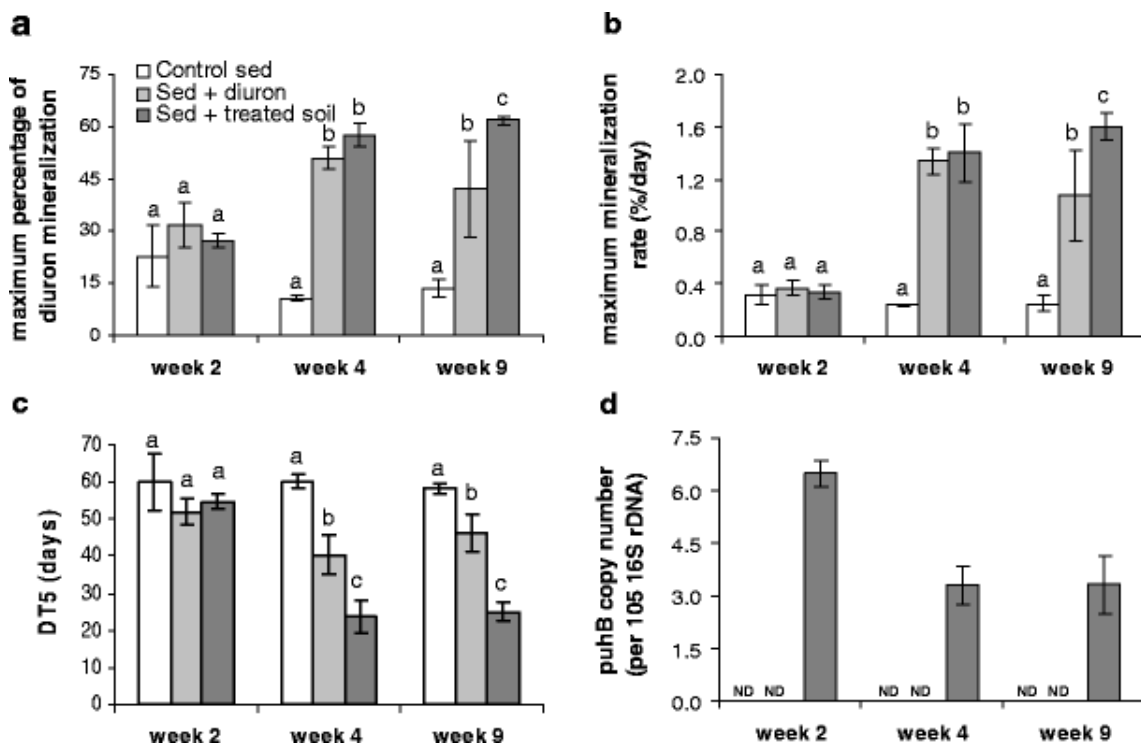 a
maximum percentage of
diuron mineralization
75
60
45
30
15
0
Control sed
Sed + diuron
Sed + treated soil
a
a
a
a
b
b
a
b
c
week 2
week 4
week 9
b
maximum mineralization
rate (%/day)
2.0
1.6
1.2
0.8
0.4
0.0
a
a
a
a
b
b
a
b
c
week 2
week 4
week 9
c
DT5 (days)
70
60
50
40
30
20
10
0
a
a
a
a
b
c
a
b
c
week 2
week 4
week 9
d
puhB copy number
(per 105 16S rDNA)
7.5
6.0
4.5
3.0
1.5
0.0
ND ND
ND ND
ND ND
week 2
week 4
week 9